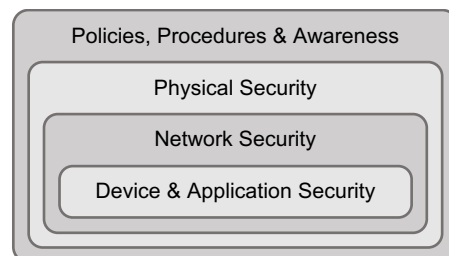 Policies, Procedures & Awareness
Physical Security
Network Security
Device & Application Security